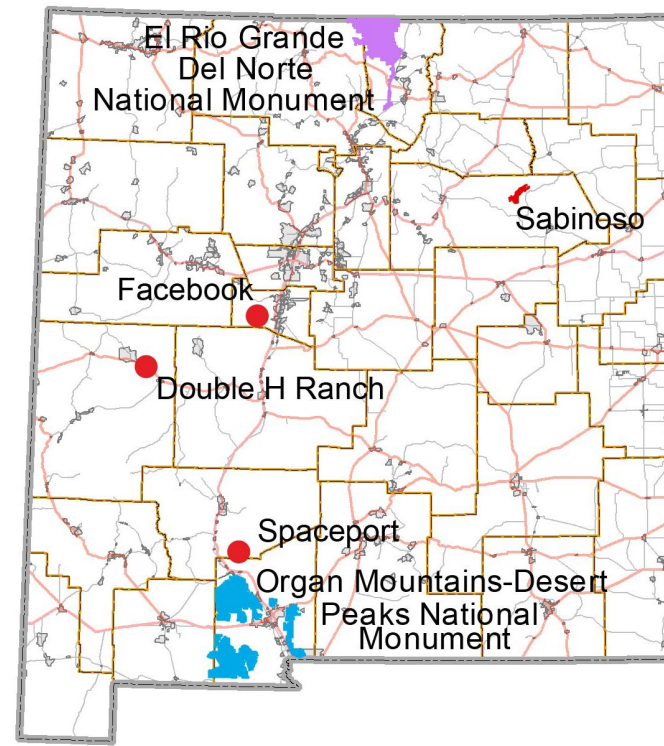 El Rio Grande
Del Norte
National Monument
Sabinoso
Facebook
Double H Ranch
Spaceport
Organ Mountains-Desert
Peaks National
Monument